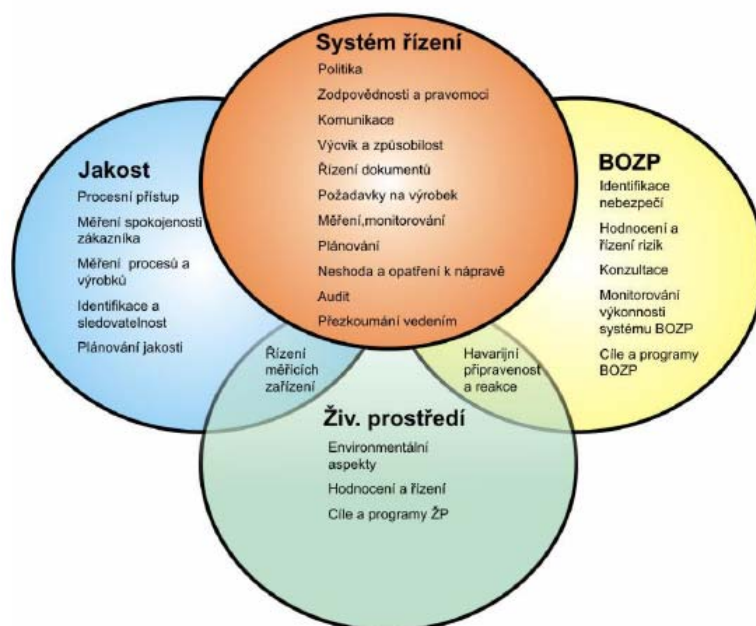 Systém řízení
Politika
Zodpovědnosti a pravomoci
Komunikace
Výcvik a způsobilost
Řízení dokumentů
Požadavky na výrobek
Měření,monitorování
Plánování
Neshoda a opatření k nápravě
Audit
Přezkoumání vedením
Jakost
Procesní přístup
Měření spokojenosti
zákazníka
Měření procesů a
výrobků
Identifikace a
sledovatelnost
Plánování jakosti
BOZP
Identifikace
nebezpečí
Hodnocení a
řízení rizik
Konzultace
Monitorování
výkonnosti
systému BOZP
Cíle a programy
BOZP
Řízení
měřicích
zařízení
Havarijní
připravenost
a reakce
Živ. prostředí
Environmentální
aspekty
Hodnocení a řízení
Cíle a programy ŽP